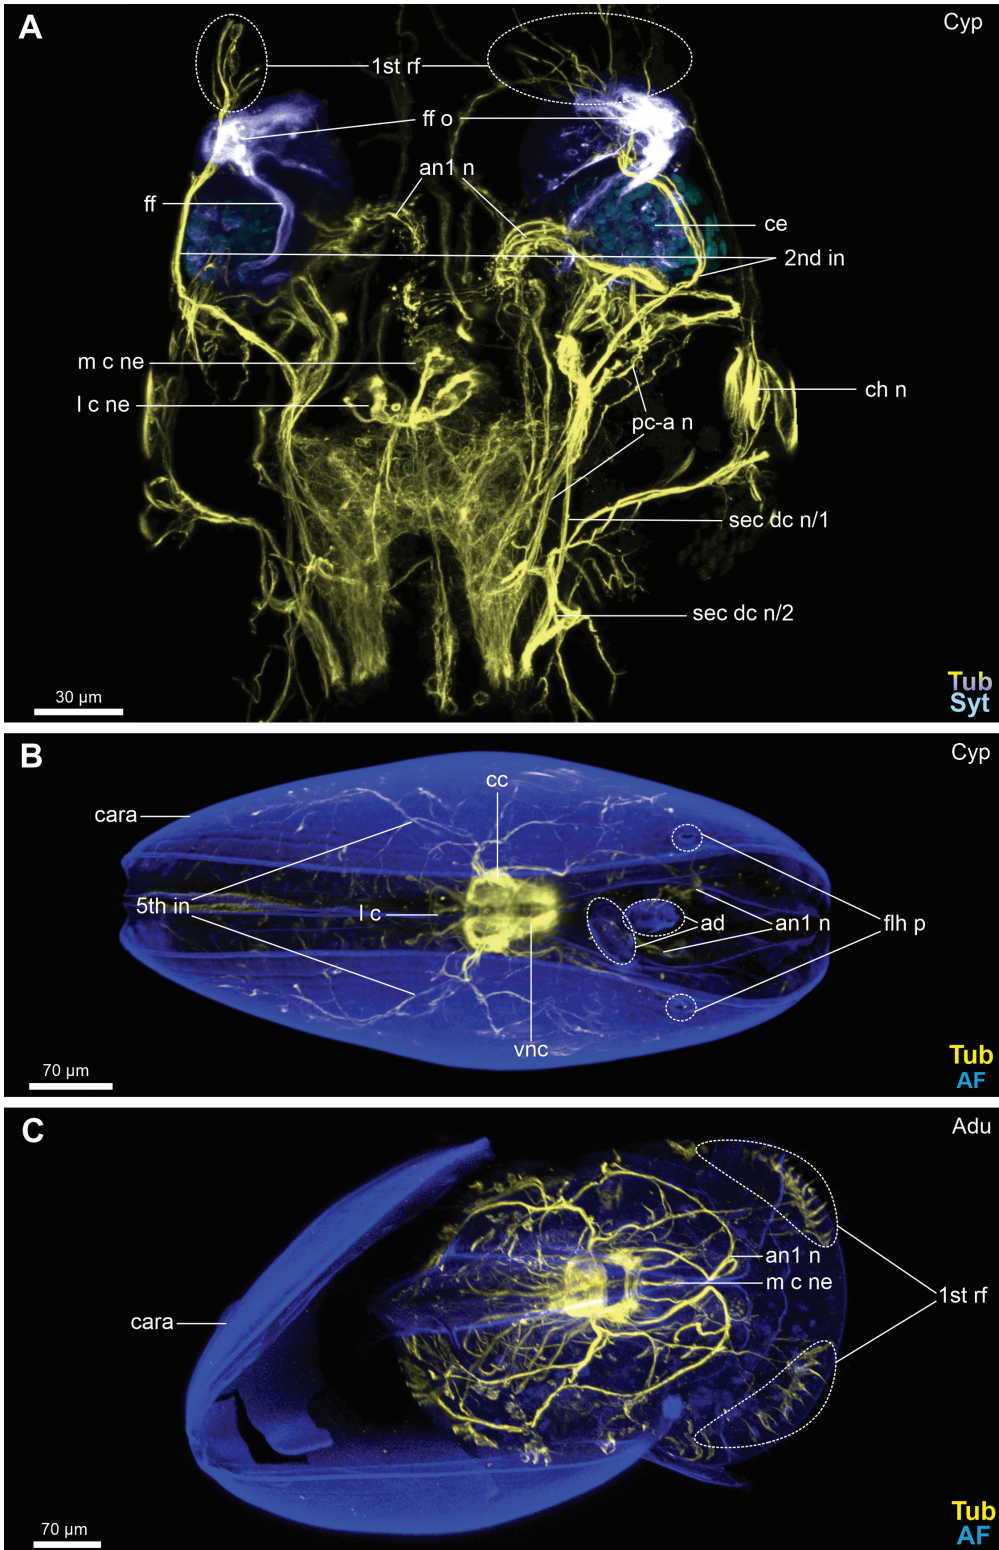 A
Cyp
1st rf
ff o
an1 n
ff
ce
2nd in
m c ne
l c ne
ch n
pc-a n
sec dc n/1
sec dc n/2
30 µm
Tub
Syt
B
Cyp
cc
cara
5th in
l c
ad
an1 n
flh p
vnc
70 µm
Tub
AF
C
Adu
an1 n
m c ne
1st rf
cara
70 µm
Tub
AF